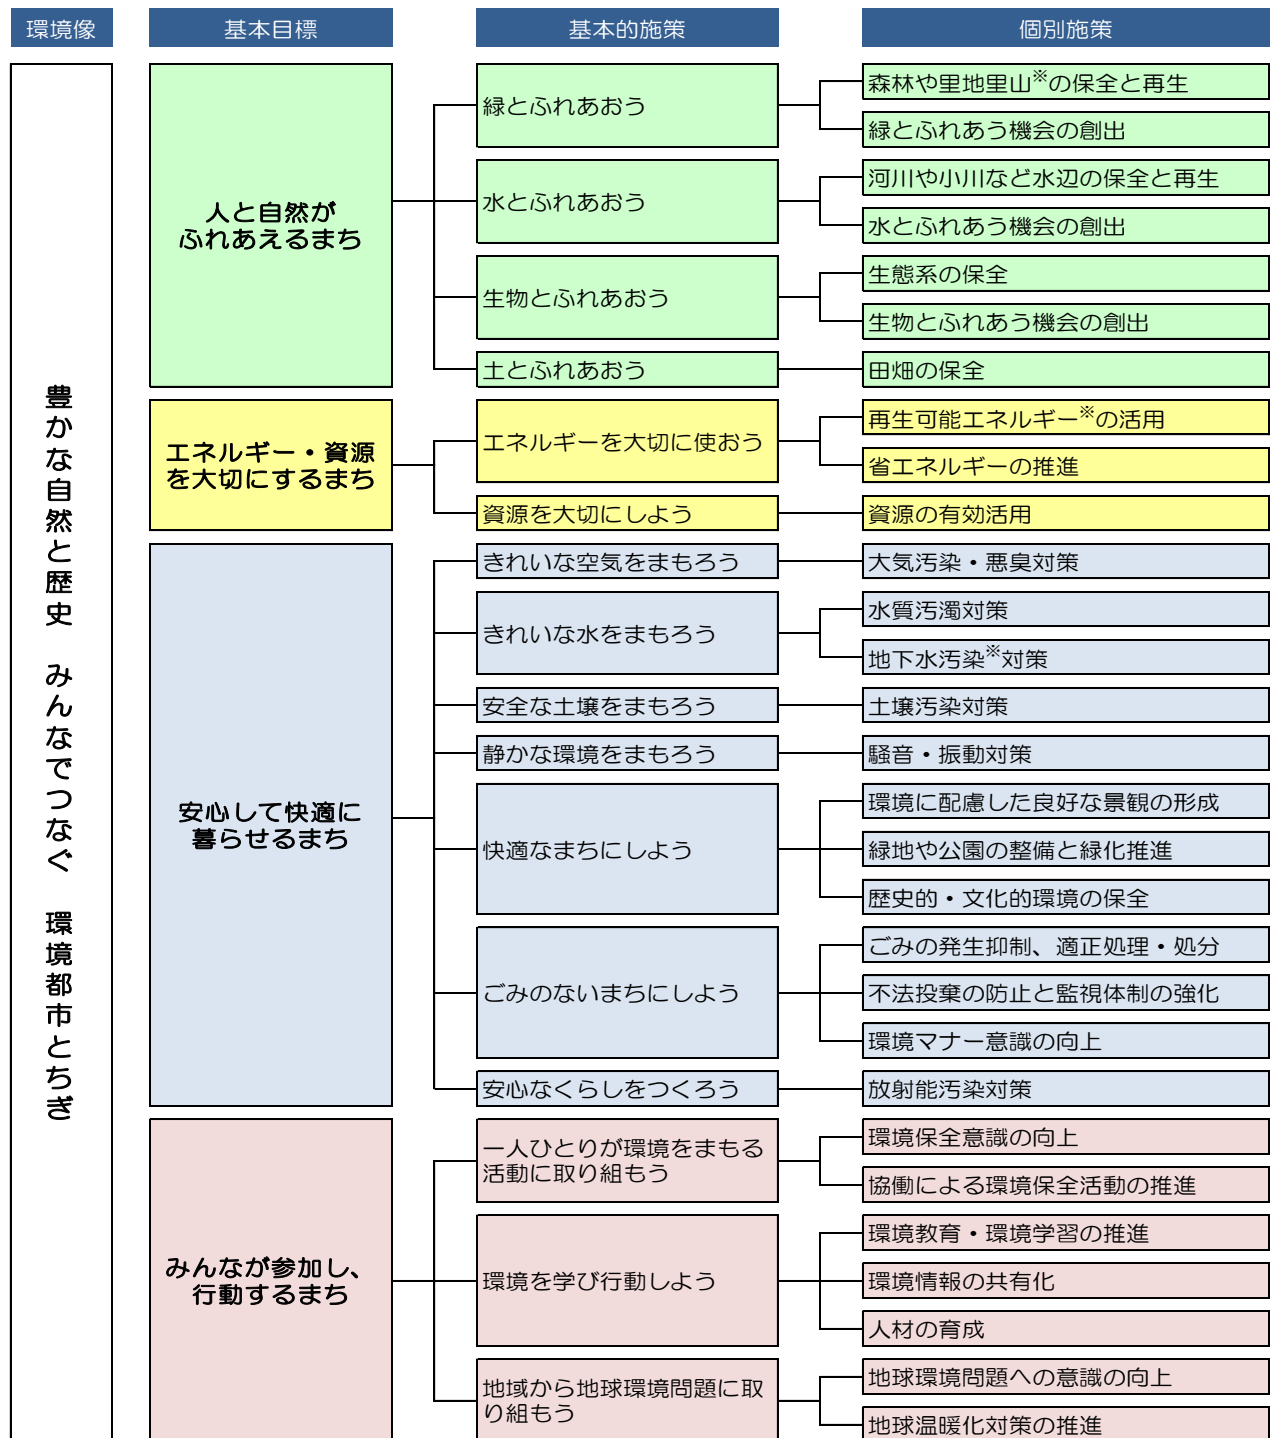 環境像
基本目標
基本的施策
個別施策
豊かな自然と歴史　みんなでつなぐ　環境都市とちぎ
人と自然が
ふれあえるまち
緑とふれあおう
森林や里地里山※の保全と再生
緑とふれあう機会の創出
水とふれあおう
河川や小川など水辺の保全と再生
水とふれあう機会の創出
生物とふれあおう
生態系の保全
生物とふれあう機会の創出
土とふれあおう
田畑の保全
エネルギー・資源
を大切にするまち
エネルギーを大切に使おう
再生可能エネルギー※の活用
省エネルギーの推進
資源を大切にしよう
資源の有効活用
安心して快適に
暮らせるまち
きれいな空気をまもろう
大気汚染・悪臭対策
きれいな水をまもろう
水質汚濁対策
地下水汚染※対策
安全な土壌をまもろう
土壌汚染対策
静かな環境をまもろう
騒音・振動対策
快適なまちにしよう
環境に配慮した良好な景観の形成
緑地や公園の整備と緑化推進
歴史的・文化的環境の保全
ごみのないまちにしよう
ごみの発生抑制、適正処理・処分
不法投棄の防止と監視体制の強化
環境マナー意識の向上
安心なくらしをつくろう
放射能汚染対策
みんなが参加し、
行動するまち
一人ひとりが環境をまもる
活動に取り組もう
環境保全意識の向上
協働による環境保全活動の推進
環境を学び行動しよう
環境教育・環境学習の推進
環境情報の共有化
人材の育成
地域から地球環境問題に取
り組もう
地球環境問題への意識の向上
地球温暖化対策の推進